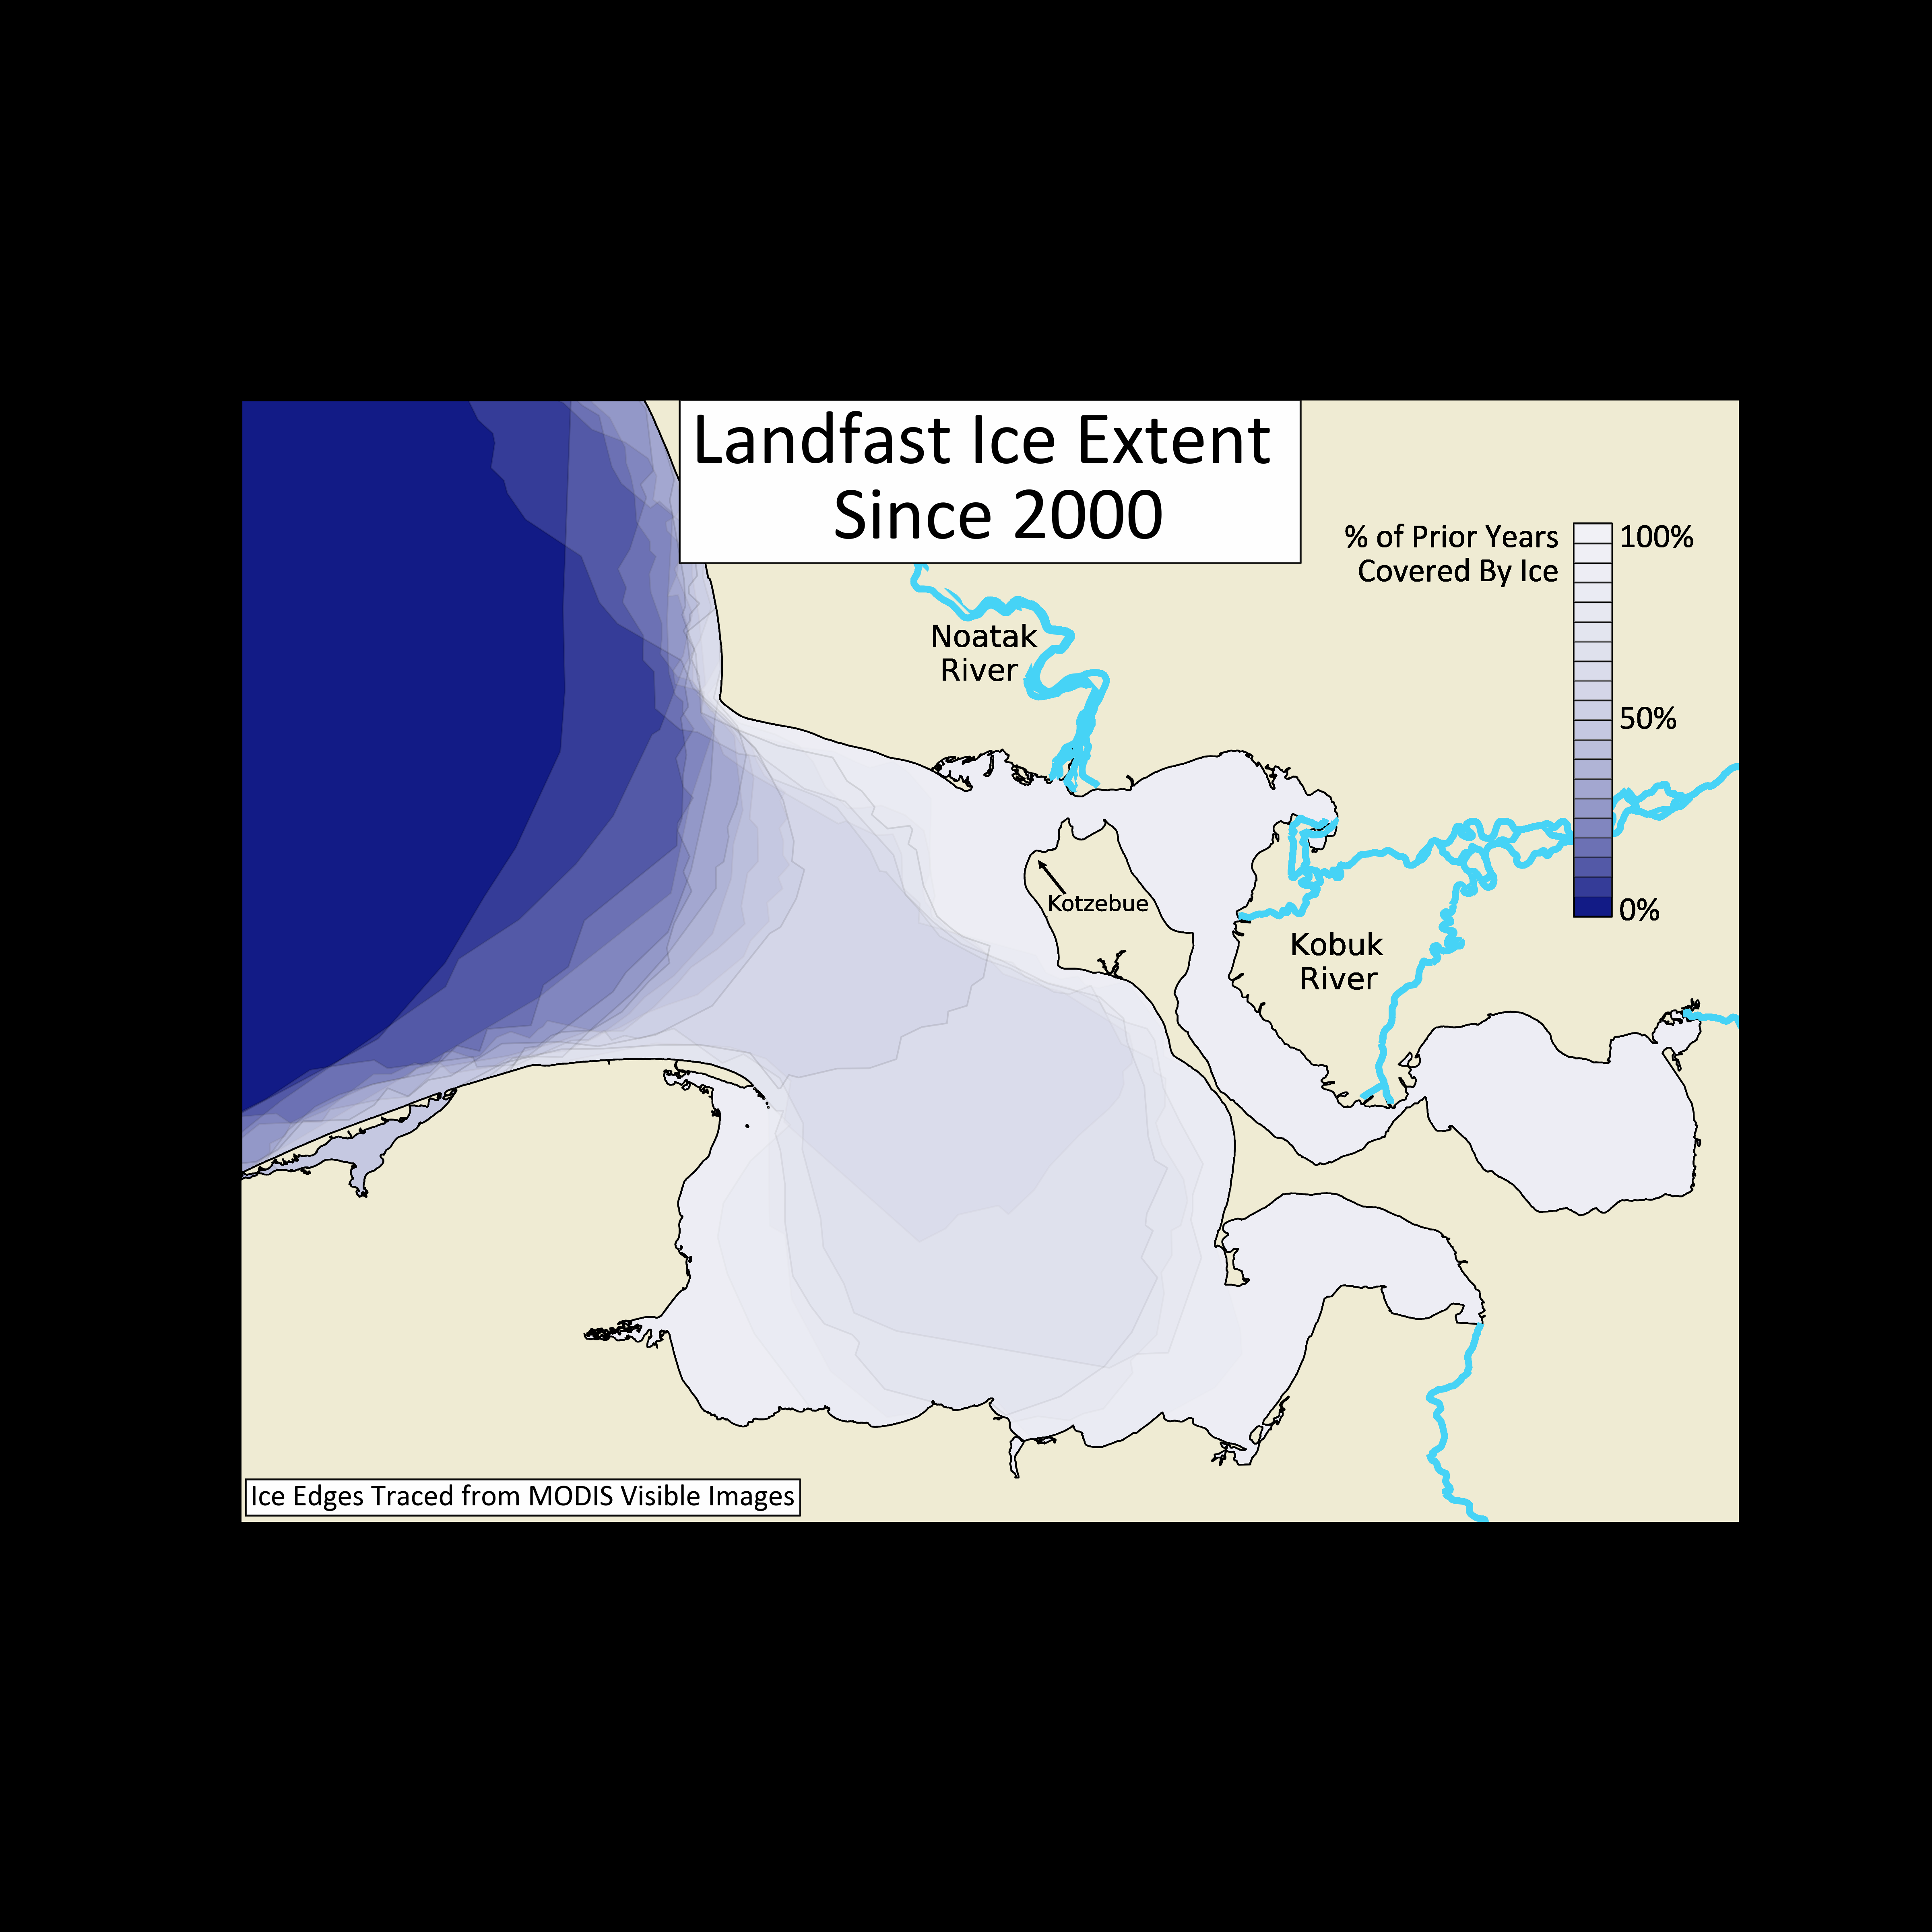 Landfast Ice Extent
Since 2000
% of Prior Years
Covered By Ice
100%
50%
0%
Noatak
River
Kotzebue
Kobuk
River
Ice Edges Traced from MODIS Visible Images